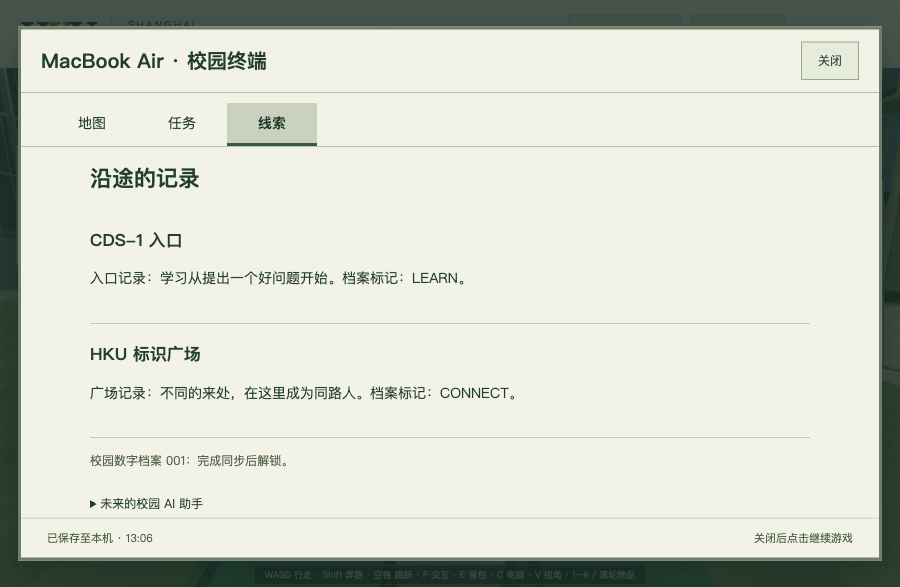 SHANGHAI
MacBook Air · 校园终端
关闭
地图
任务
线索
沿途的记录
CDS–1 入口
入口记录：学习从提出一个好问题开始。档案标记：LEARN。
HKU 标识广场
广场记录：不同的来处，在这里成为同路人。档案标记：CONNECT。
校园数字档案 001：完成同步后解锁。
▶ 未来的校园 AI 助手
已保存至本机 · 13:06
关闭后点击继续游戏
WASD 行走 · Shift 奔跑 · 空格 跳跃 · F 交互 · E 背包 · C 电脑 · V 视角 · 1–9 / 滚轮物品